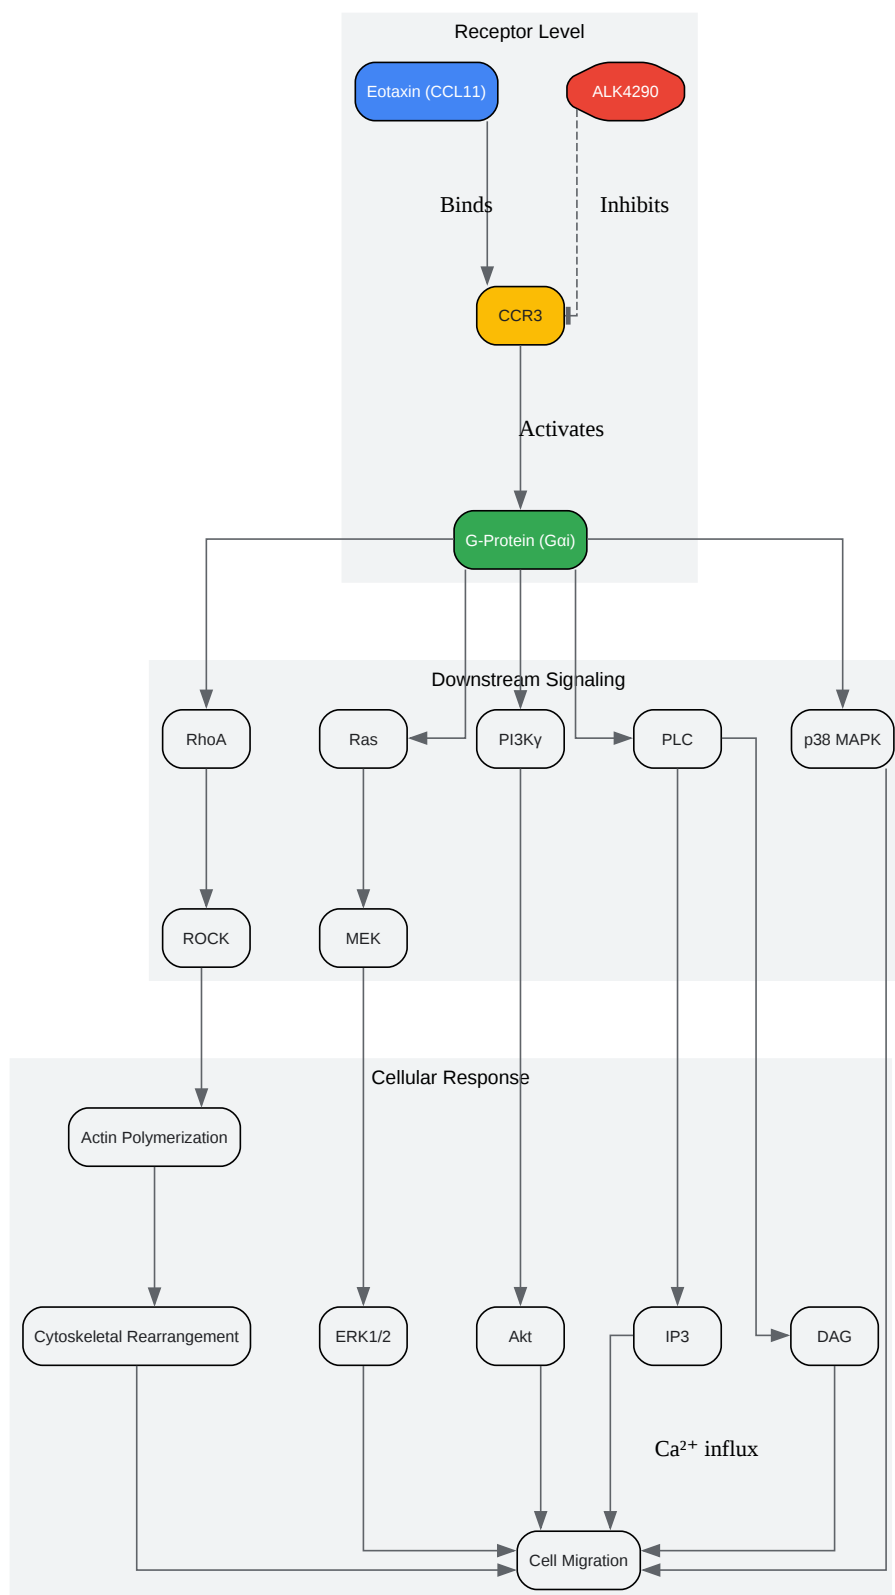 Receptor Level
Eotaxin (CCL11)
ALK4290
Binds
Inhibits
CCR3
Activates
G-Protein (Gαi)
Downstream Signaling
RhoA
Ras
PI3Kγ
PLC
p38 MAPK
ROCK
MEK
Cellular Response
Actin Polymerization
Cytoskeletal Rearrangement
ERK1/2
Akt
IP3
DAG
Ca²⁺ influx
Cell Migration